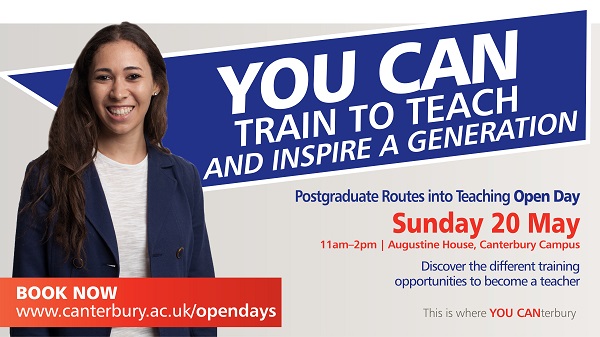 YOU CAN
TRAIN TO TEACH
AND INSPIRE A GENERATION
Postgraduate Routes into Teaching Open Day
Sunday 20 May
11am–2pm | Augustine House, Canterbury Campus
Discover the different training
opportunities to become a teacher
BOOK NOW
www.canterbury.ac.uk/opendays
This is where YOU CANterbury